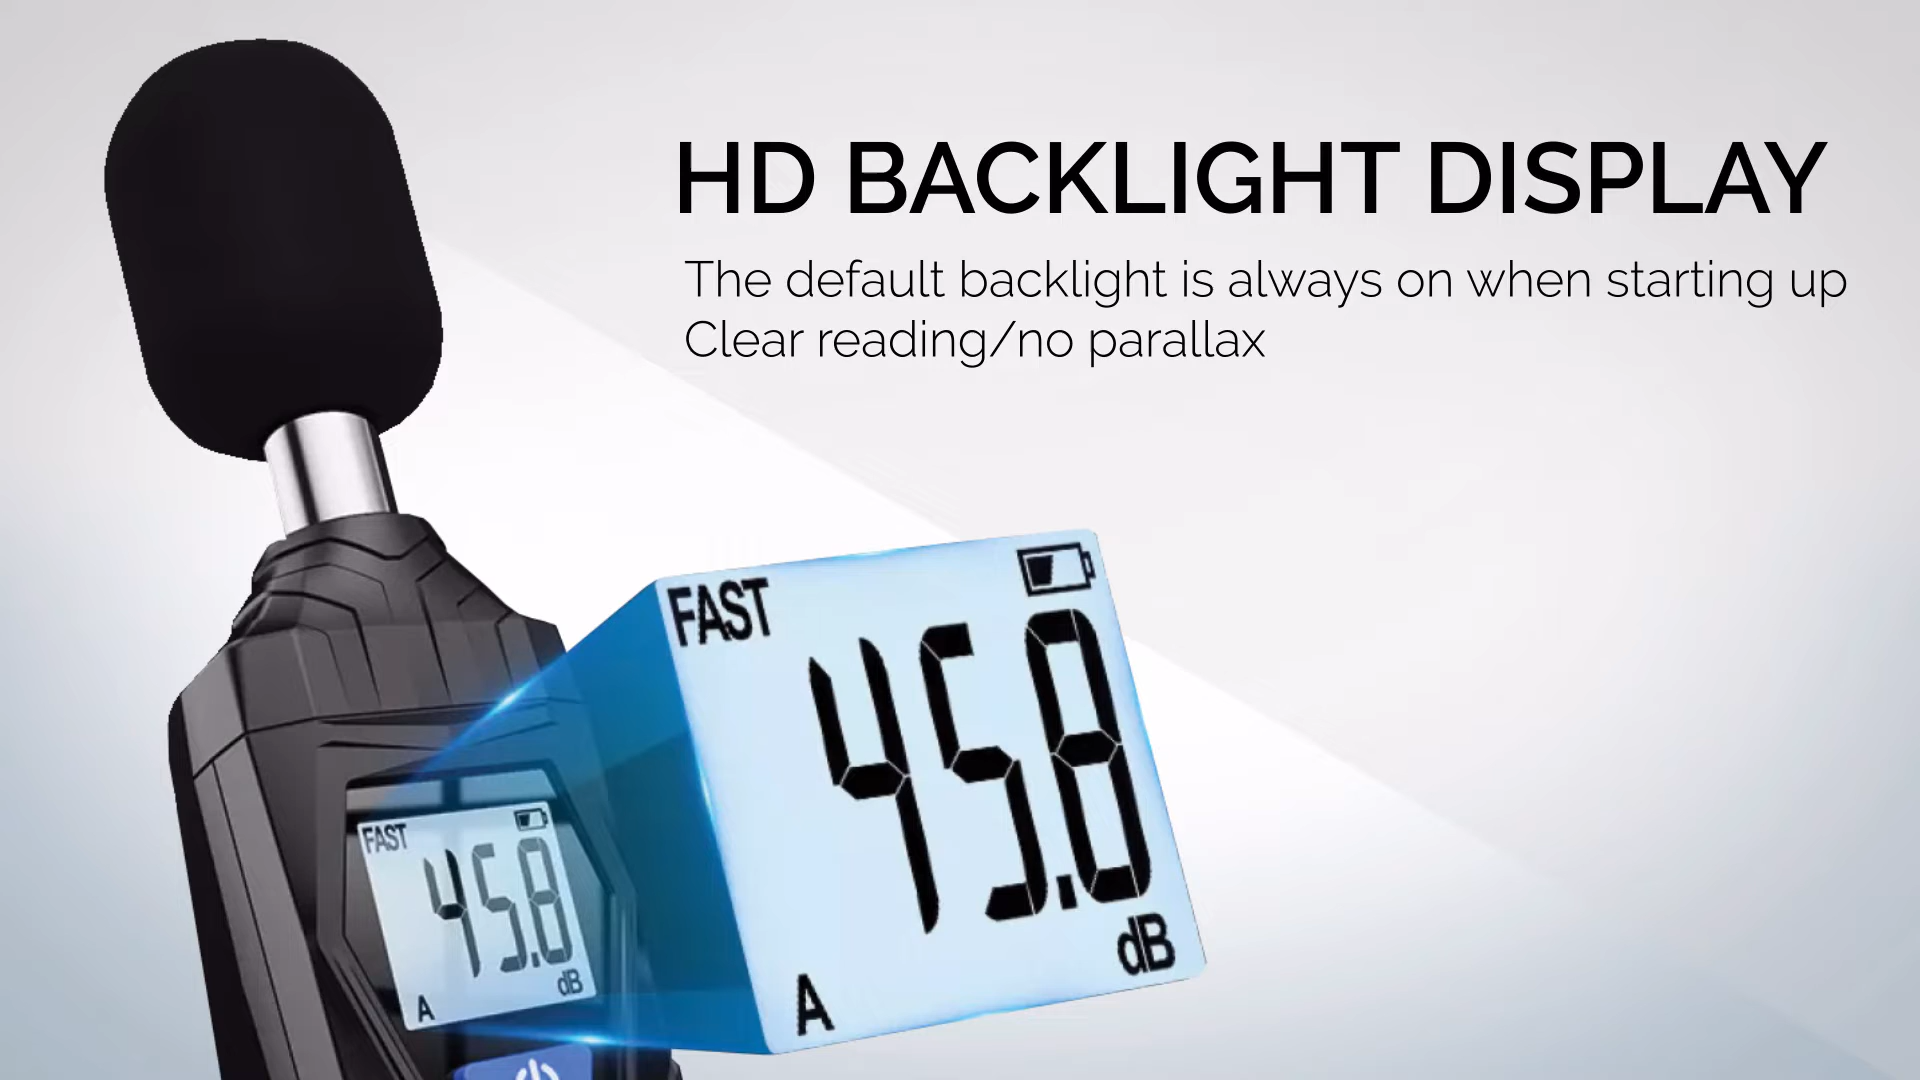 HD BACKLIGHT DISPLAY
The default backlight is always on when starting up
Clear reading/no parallax
FAST
45.8
dB
A
FAST
45.8
dB
A